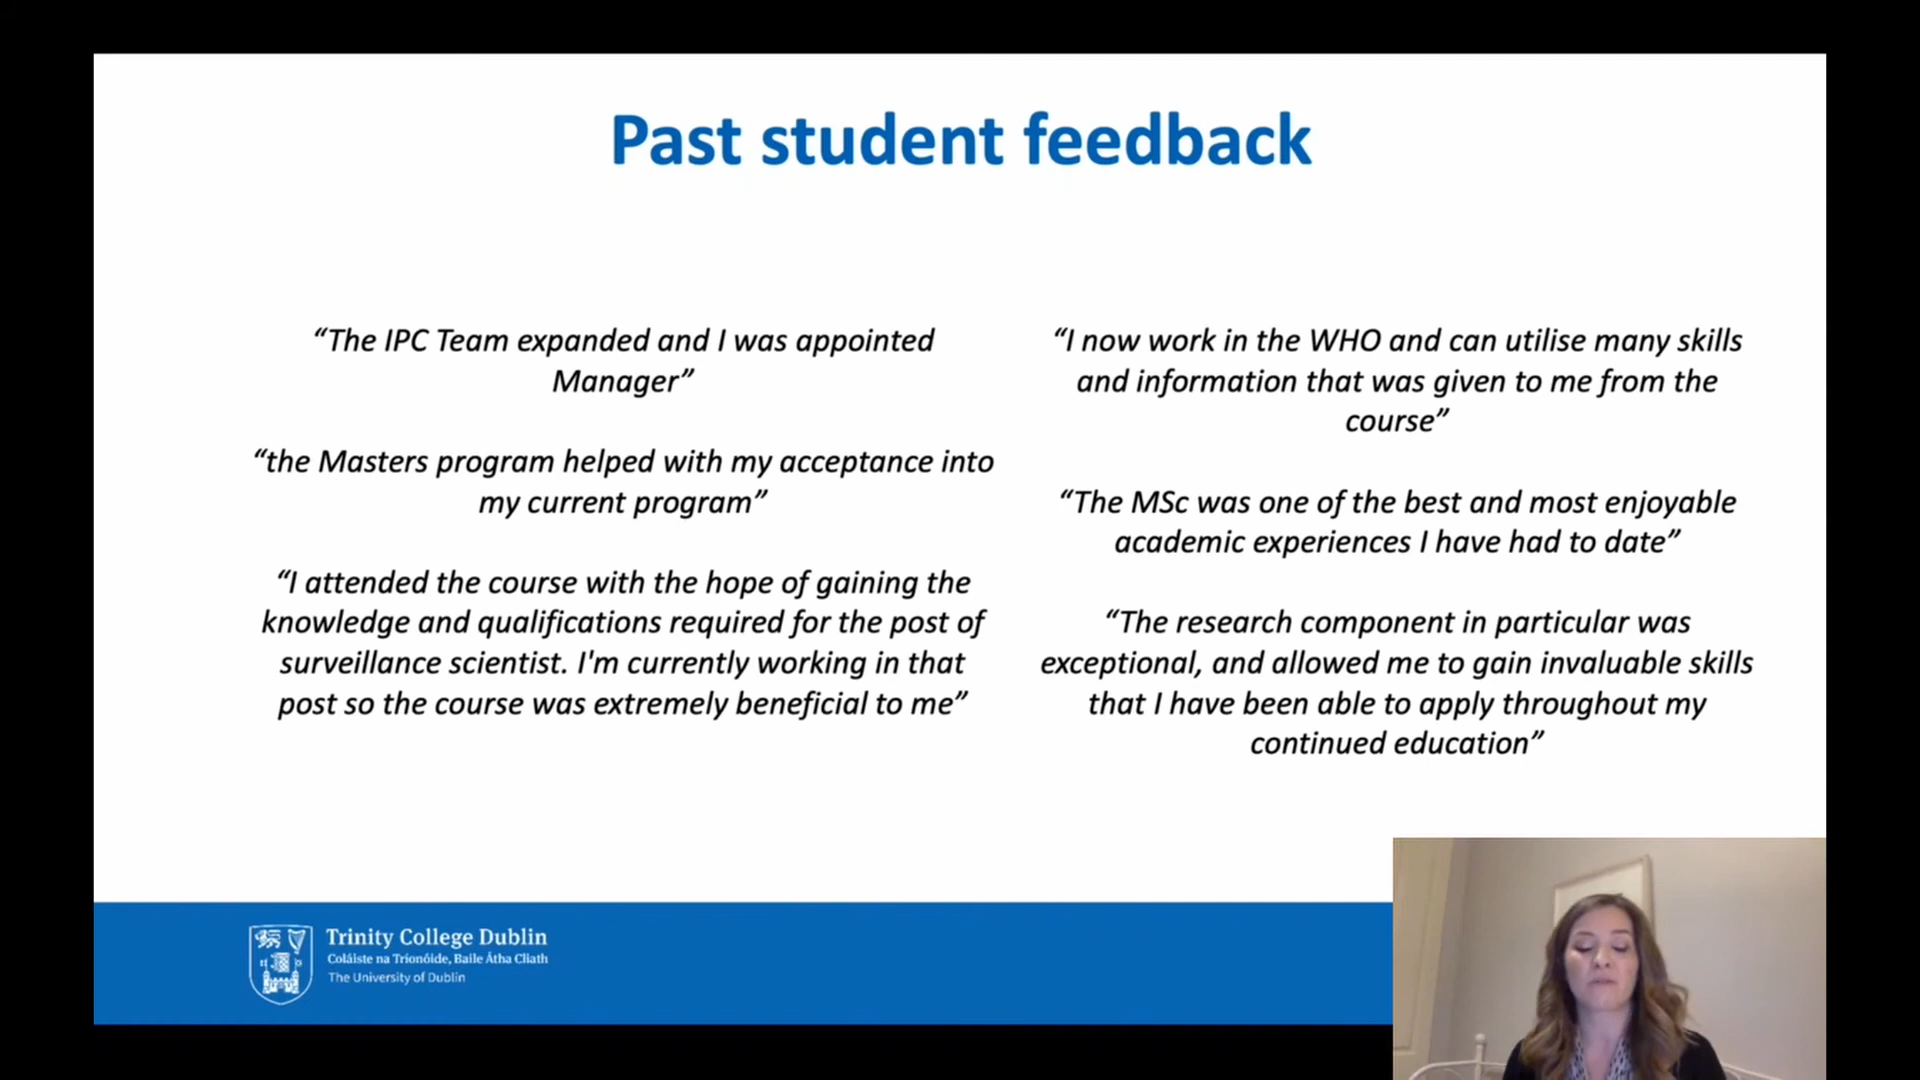 Past student feedback
“The IPC Team expanded and I was appointed
Manager”
“the Masters program helped with my acceptance into
my current program”
“I attended the course with the hope of gaining the
knowledge and qualifications required for the post of
surveillance scientist. I'm currently working in that
post so the course was extremely beneficial to me”
“I now work in the WHO and can utilise many skills
and information that was given to me from the
course”
“The MSc was one of the best and most enjoyable
academic experiences I have had to date”
“The research component in particular was
exceptional, and allowed me to gain invaluable skills
that I have been able to apply throughout my
continued education”
Trinity College Dublin
Coláiste na Tríonóide, Baile Átha Cliath
The University of Dublin